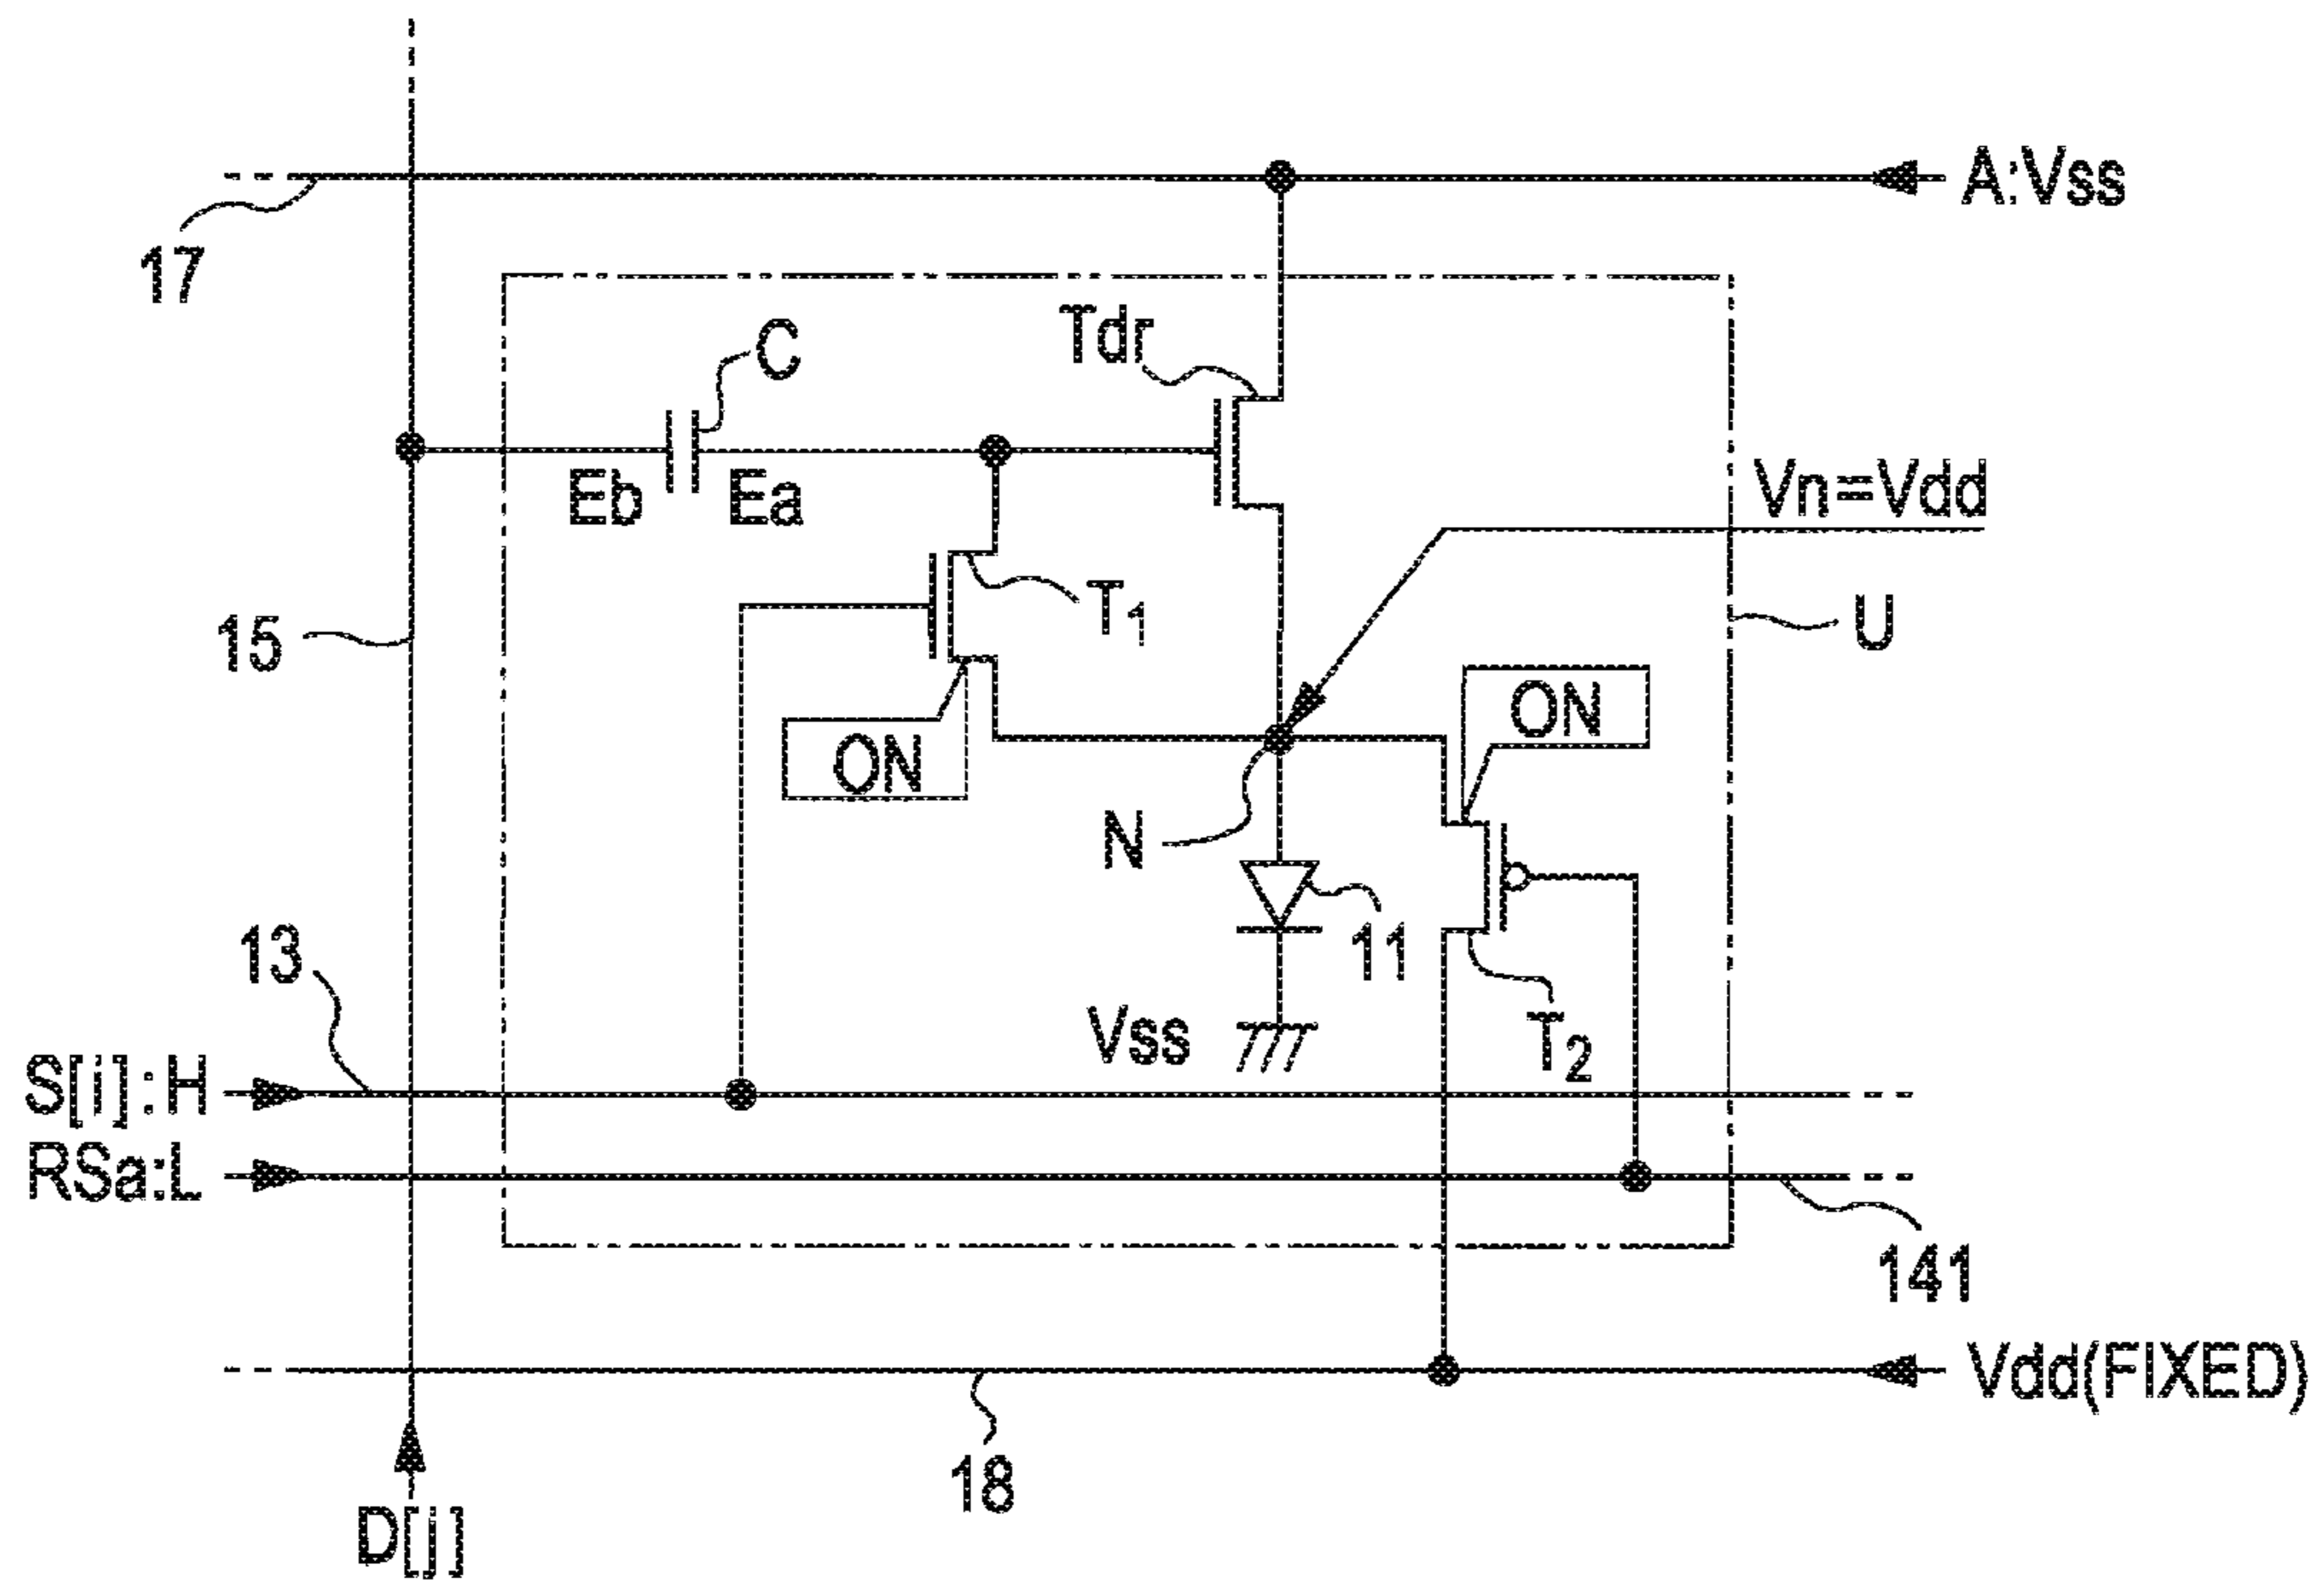 A:Vss
17
C
Tdr
Eb
Ea
Vn=Vdd
T1
15
U
ON
ON
N
13
11
Vss
T2
S[i]:H
RSa:L
141
Vdd(FIXED)
18
D[j]